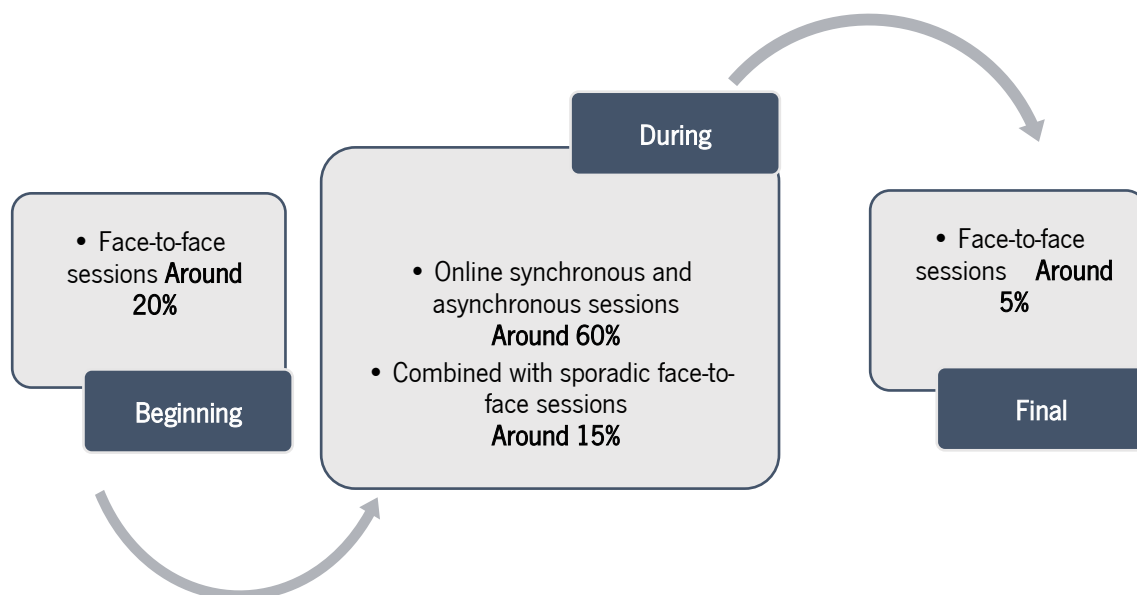 • Face-to-face
sessions Around
20%
Beginning
During
• Online synchronous and
asynchronous sessions
Around 60%
• Combined with sporadic face-to-
face sessions
Around 15%
• Face-to-face
sessions Around
5%
Final